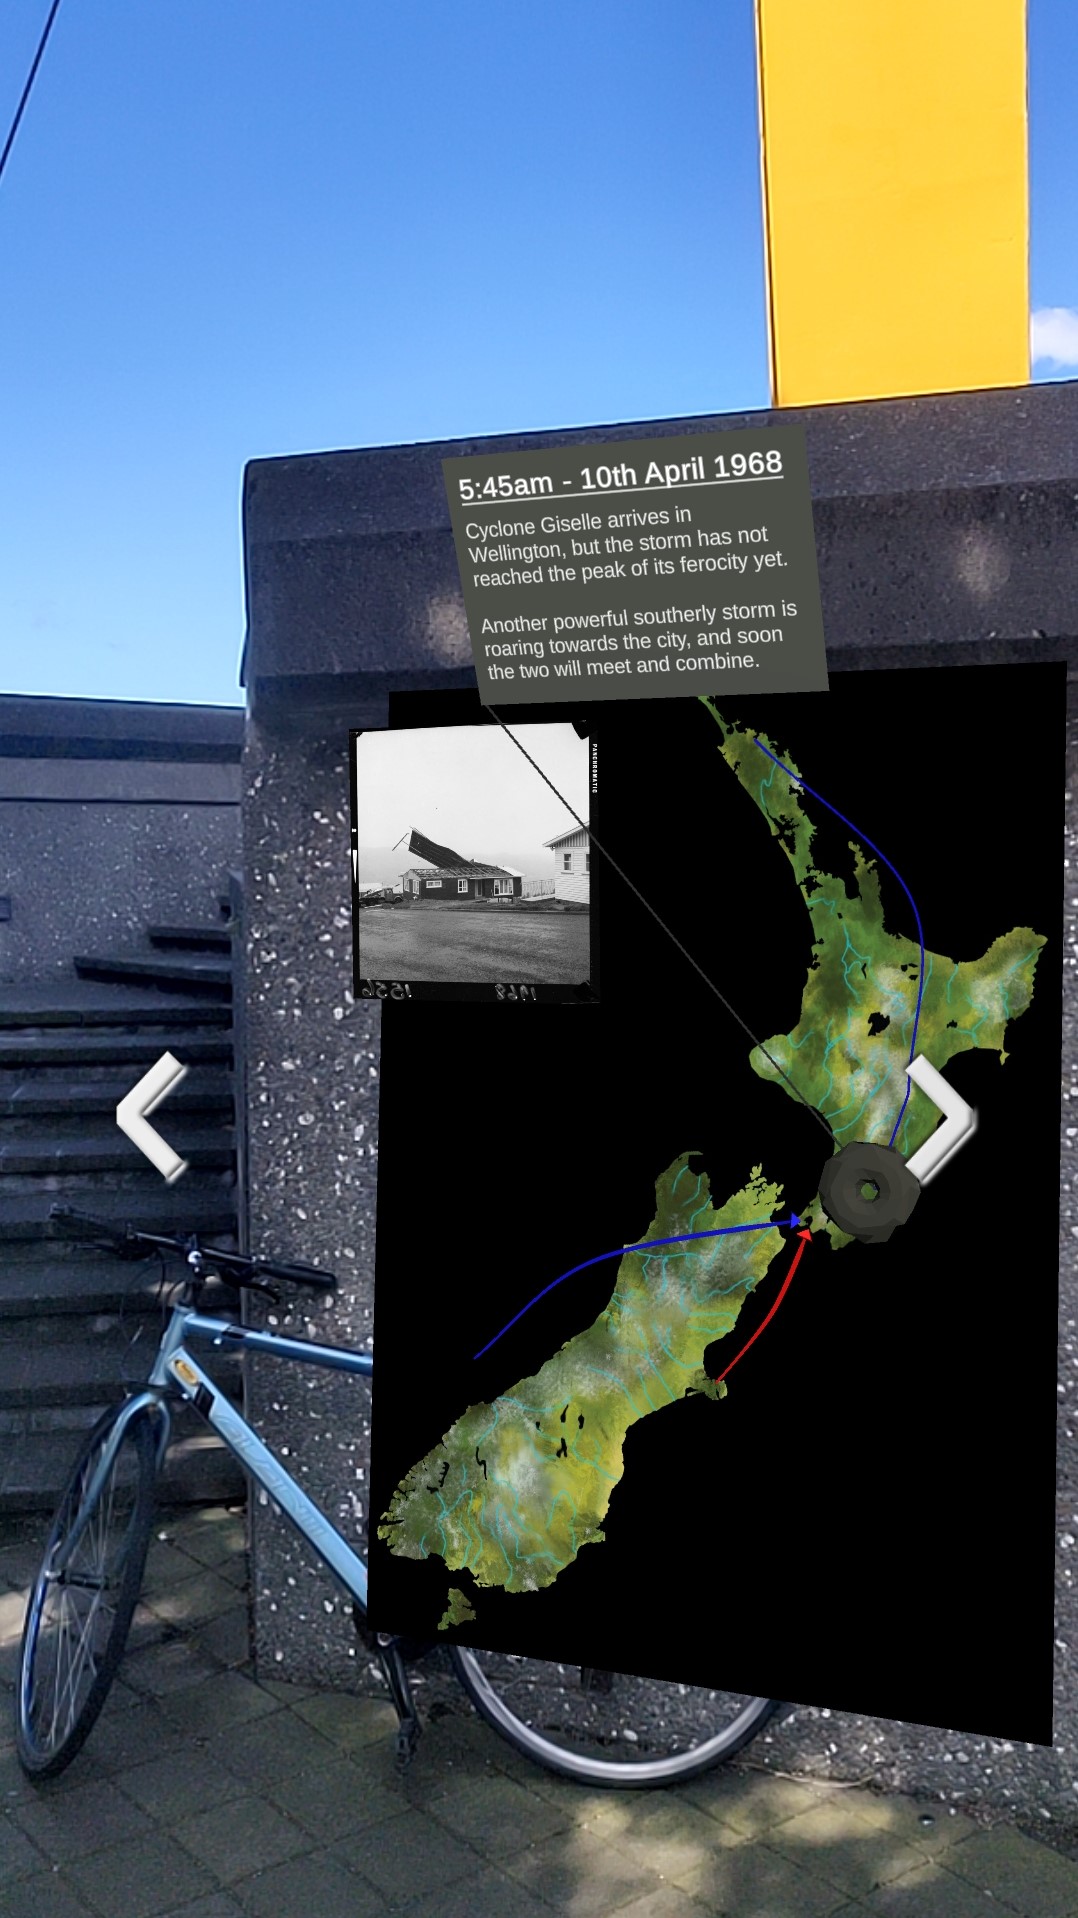 5:45am - 10th April 1968
Cyclone Giselle arrives in
Wellington, but the storm has not
reached the peak of its ferocity yet.
Another powerful southerly storm is
roaring towards the city, and soon
the two will meet and combine.
PANCHROMATIC